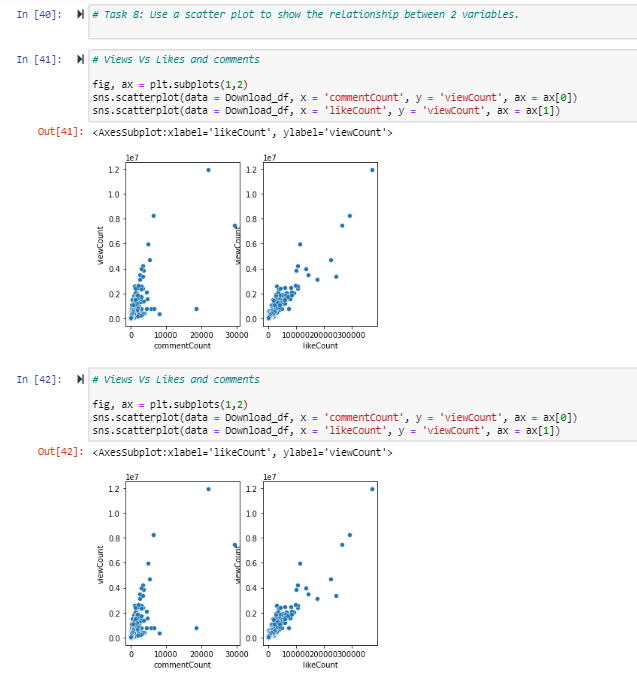 In [40]: # Task 8: Use a scatter plot to show the relationship between 2 variables.
In [41]: # Views Vs Likes and comments
fig, ax = plt.subplots(1,2)
sns.scatterplot(data = Download_df, x = 'commentCount', y = 'viewCount', ax = ax[0])
sns.scatterplot(data = Download_df, x = 'likeCount', y = 'viewCount', ax = ax[1])
Out[41]: <AxesSubplot:xlabel='likeCount', ylabel='viewCount'>
1e7 1e7
1.2 1.2
1.0 1.0
0.8 0.8
0.6 0.6
0.4 0.4
0.2 0.2
0.0 0.0
viewCount viewCount
0 10000 20000 30000 0 100000200000300000
commentCount likeCount
In [42]: # Views Vs Likes and comments
fig, ax = plt.subplots(1,2)
sns.scatterplot(data = Download_df, x = 'commentCount', y = 'viewCount', ax = ax[0])
sns.scatterplot(data = Download_df, x = 'likeCount', y = 'viewCount', ax = ax[1])
Out[42]: <AxesSubplot:xlabel='likeCount', ylabel='viewCount'>
1e7 1e7
1.2 1.2
1.0 1.0
0.8 0.8
0.6 0.6
0.4 0.4
0.2 0.2
0.0 0.0
viewCount viewCount
0 10000 20000 30000 0 100000200000300000
commentCount likeCount